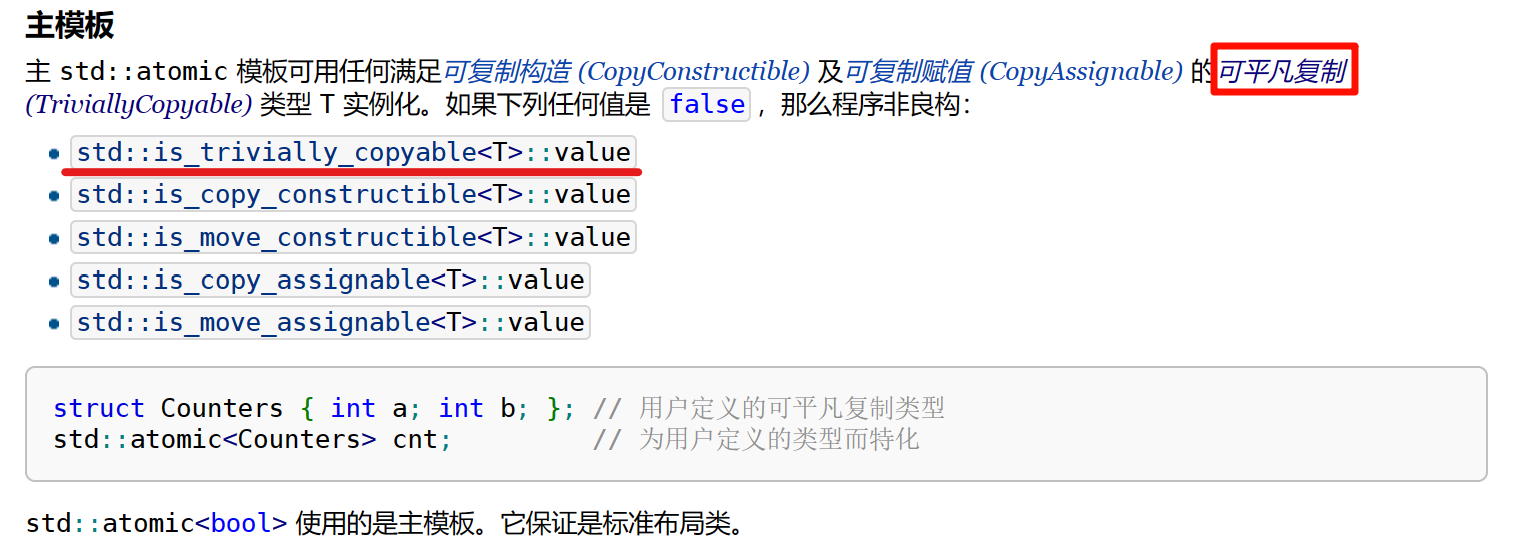 主模板
主 std::atomic 模板可用任何满足可复制构造 (CopyConstructible) 及可复制赋值 (CopyAssignable) 的可平凡复制
(TriviallyCopyable) 类型 T 实例化。如果下列任何值是 false ，那么程序非良构：
std::is_trivially_copyable<T>::value
std::is_copy_constructible<T>::value
std::is_move_constructible<T>::value
std::is_copy_assignable<T>::value
std::is_move_assignable<T>::value
struct Counters { int a; int b; }; // 用户定义的可平凡复制类型
std::atomic<Counters> cnt;         // 为用户定义的类型而特化
std::atomic<bool> 使用的是主模板。它保证是标准布局类。